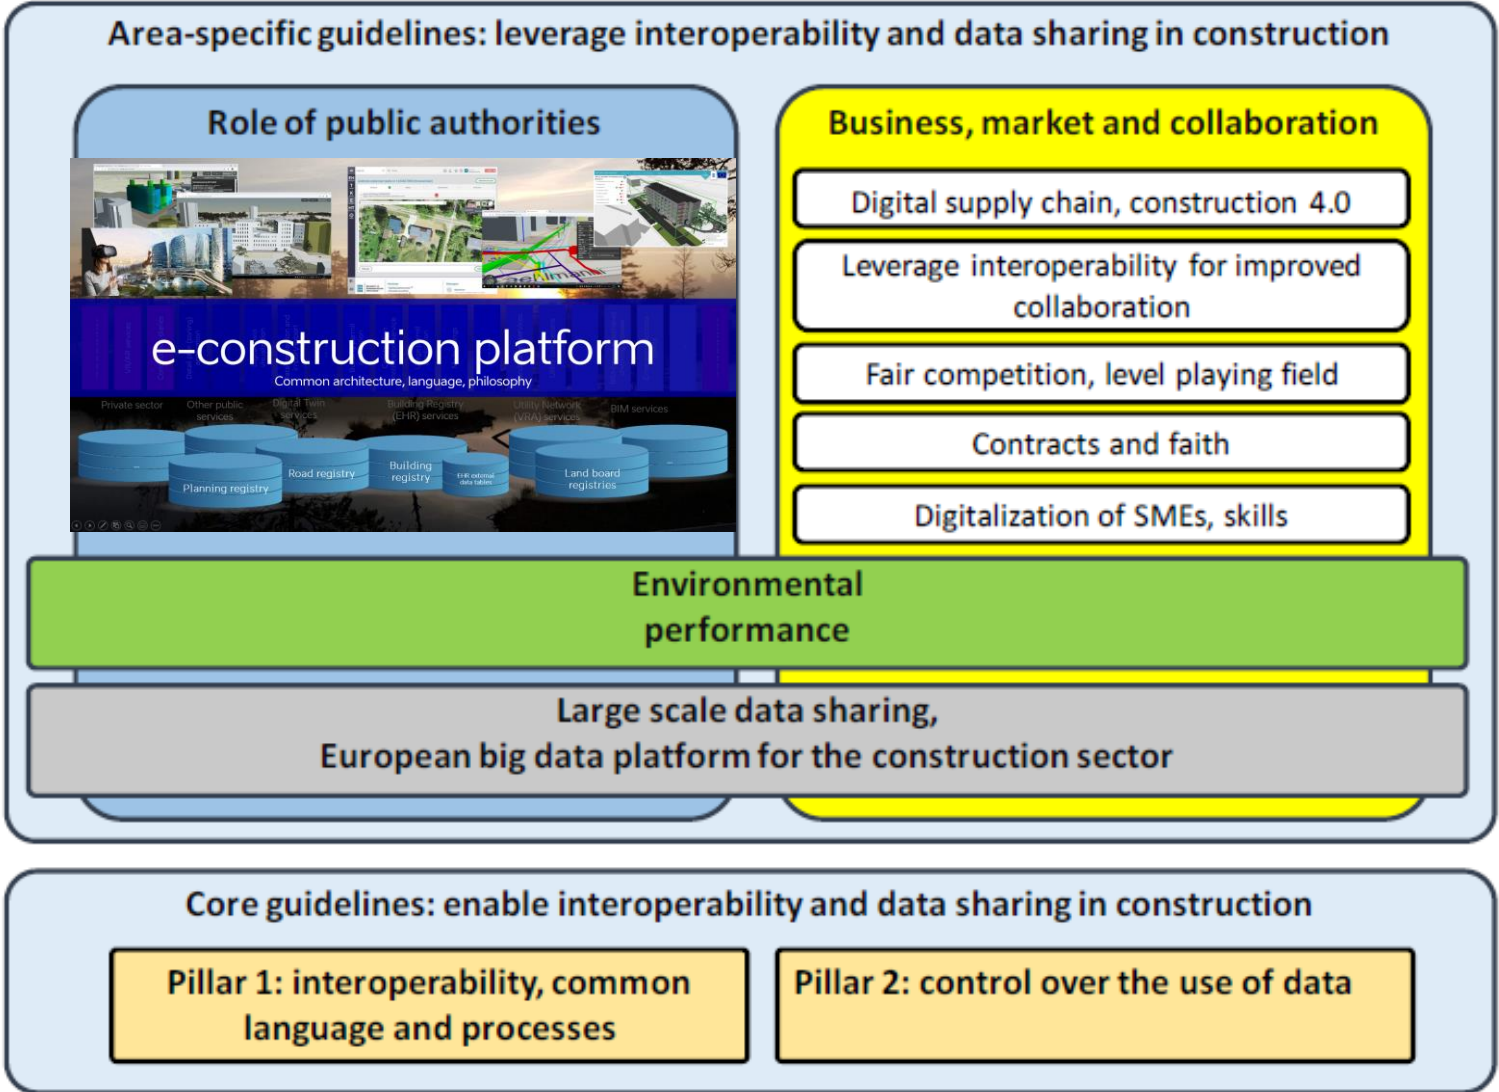 Area-specific guidelines: leverage interoperability and data sharing in construction
Role of public authorities
e-construction platform
Common architecture, language, philosophy
Private sector
Other public
services
Digital Twin
services
Building Registry
(EHR) services
Utility Network
(VRA) services
BIM services
Planning registry
Road registry
Building
registry
EHR external
data tables
Land board
registries
Business, market and collaboration
Digital supply chain, construction 4.0
Leverage interoperability for improved
collaboration
Fair competition, level playing field
Contracts and faith
Digitalization of SMEs, skills
Environmental
performance
Large scale data sharing,
European big data platform for the construction sector
Core guidelines: enable interoperability and data sharing in construction
Pillar 1: interoperability, common
language and processes
Pillar 2: control over the use of data